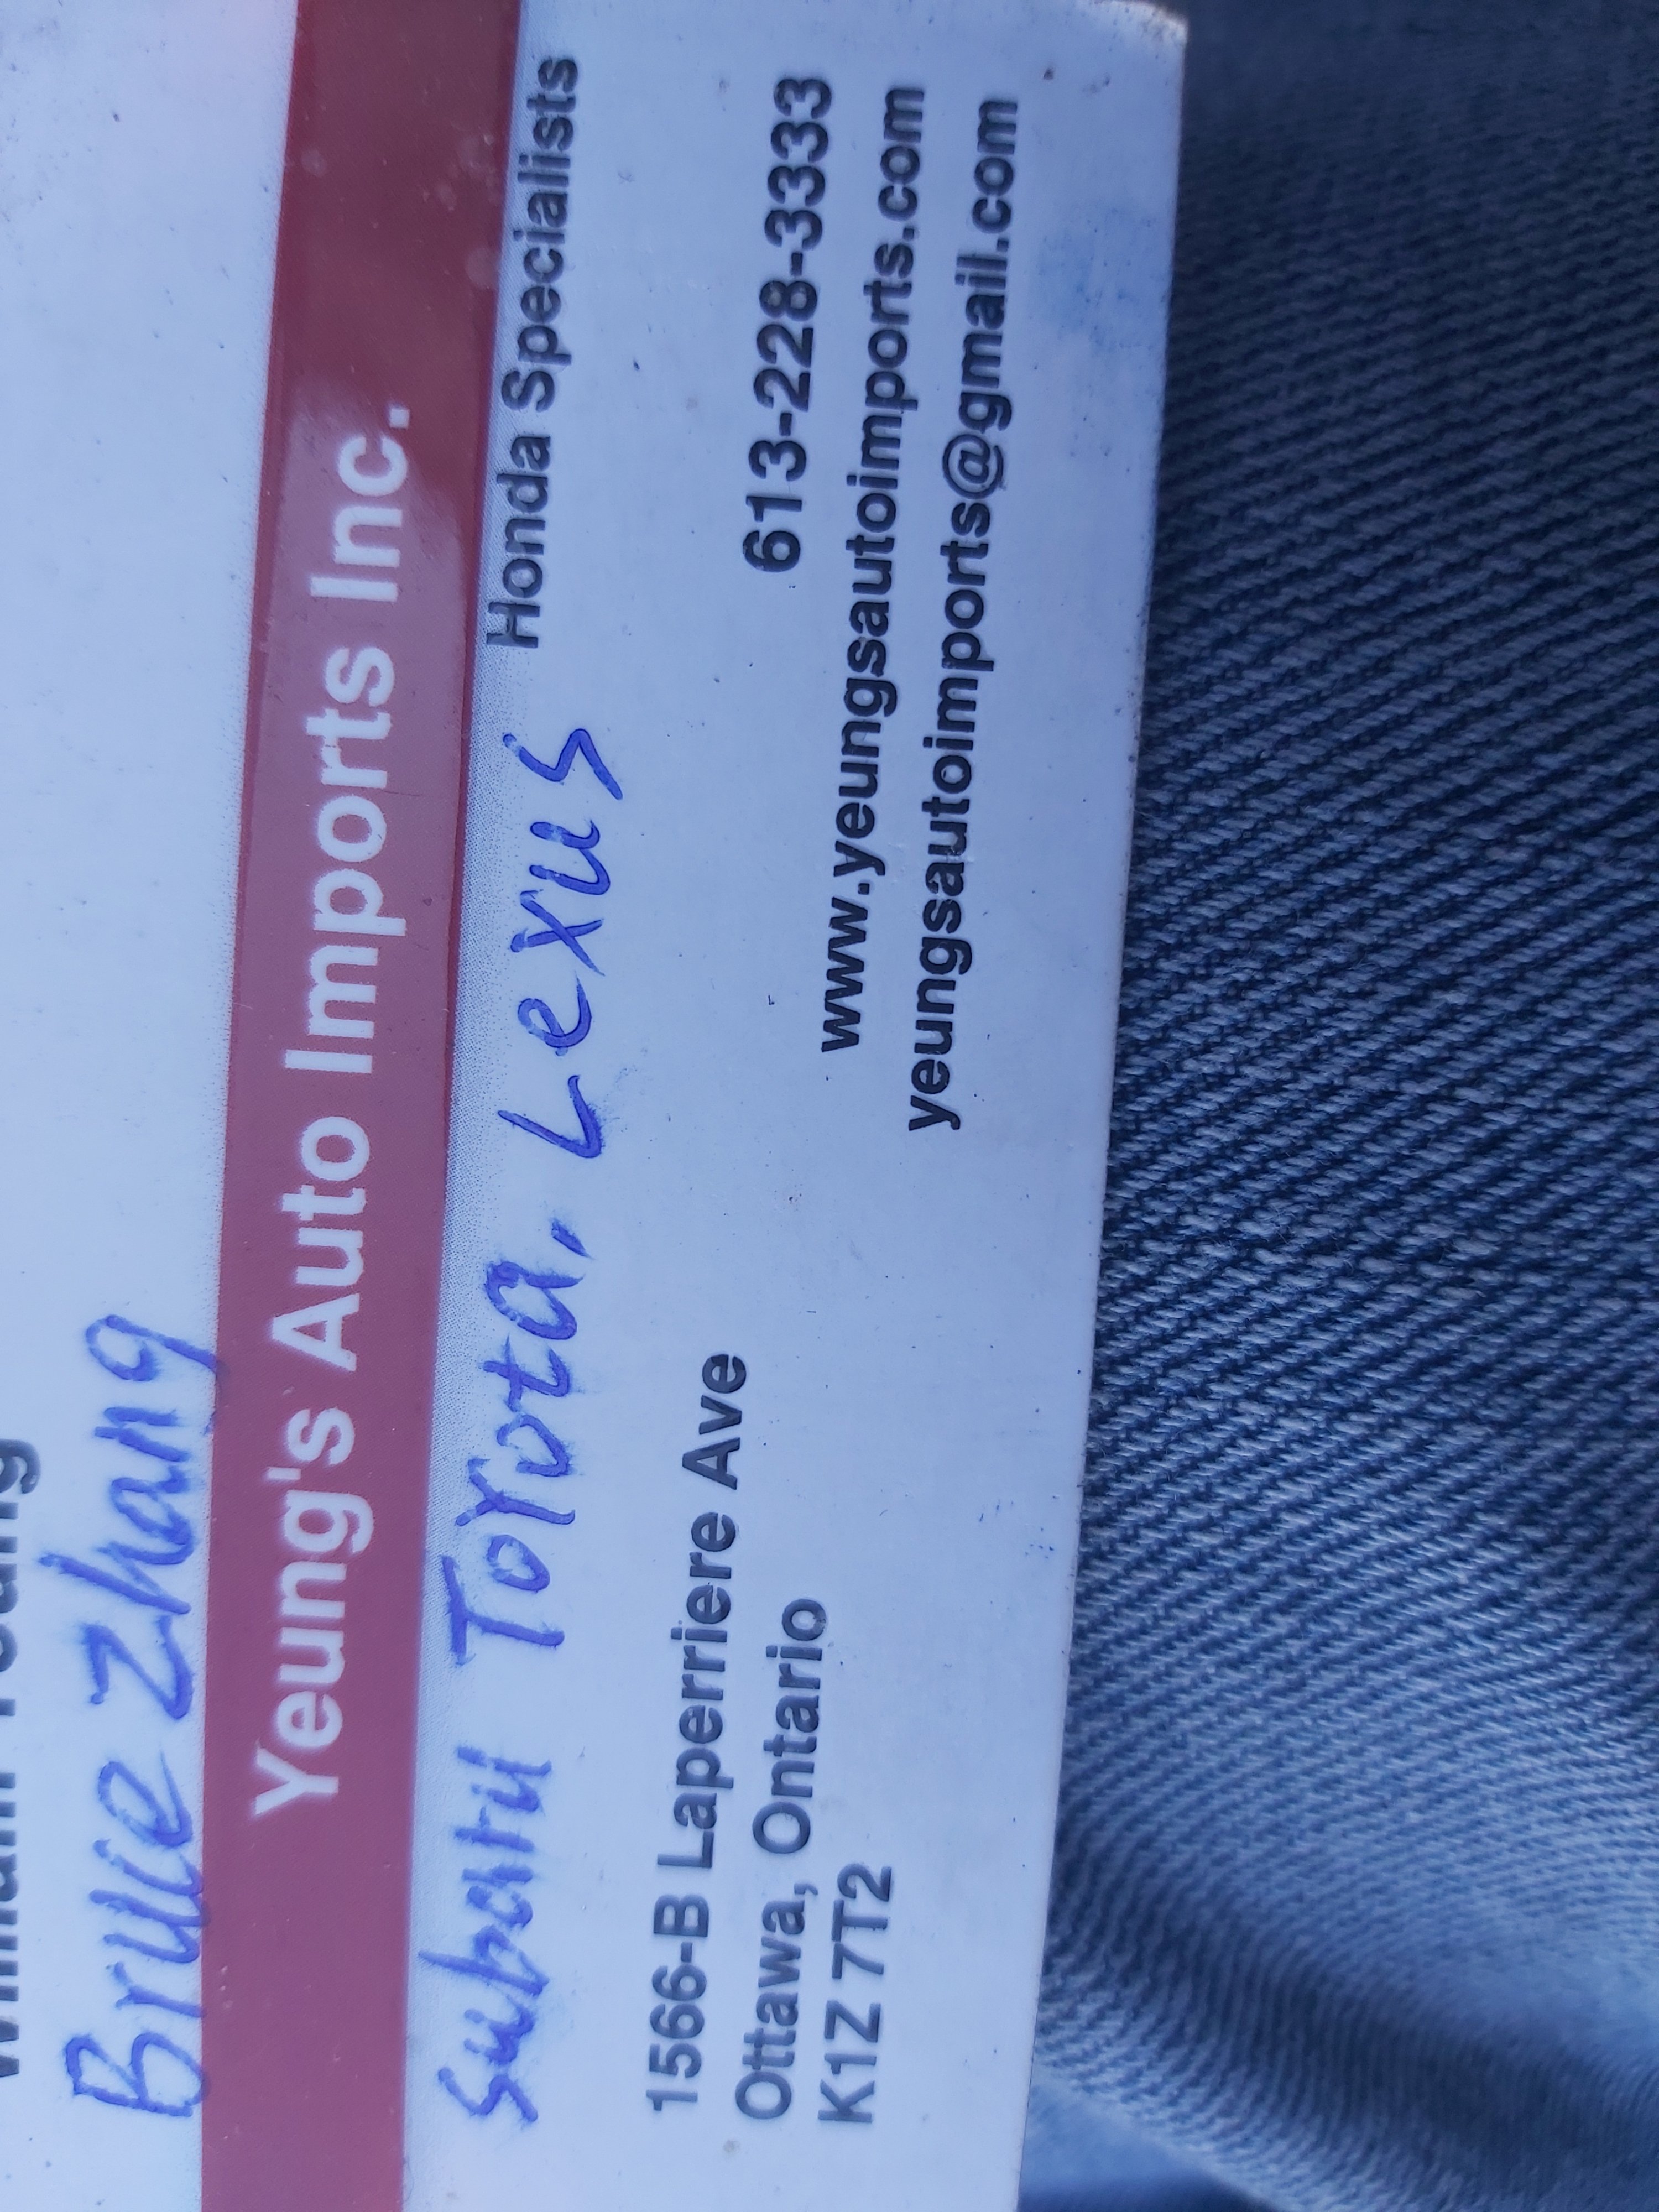 Bruce Zhang
Yeung's Auto Imports Inc.
Honda Specialists
Subaru Toyota, Lexus
1566-B Laperriere Ave
Ottawa, Ontario
K1Z 7T2
613-228-3333
www.yeungsautoimports.com
yeungsautoimports@gmail.com